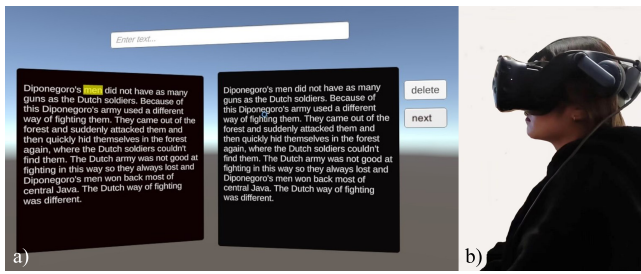 Enter text...
Diponegoro's men did not have as many
guns as the Dutch soldiers. Because of
this Diponegoro's army used a different
way of fighting them. They came out of the
forest and suddenly attacked them and
then quickly hid themselves in the forest
again, where the Dutch soldiers couldn't
find them. The Dutch army was not good at
fighting in this way so they always lost and
Diponegoro's men won back most of
central Java. The Dutch way of fighting
was different.
Diponegoro's men did not have as many
guns as the Dutch soldiers. Because of
this Diponegoro's army used a different
way of fighting them. They came out of the
forest and suddenly attacked them and
then quickly hid themselves in the forest
again, where the Dutch soldiers couldn't
find them. The Dutch army was not good at
fighting in this way so they always lost and
Diponegoro's men won back most of
central Java. The Dutch way of fighting
was different.
delete
next
a)
b)